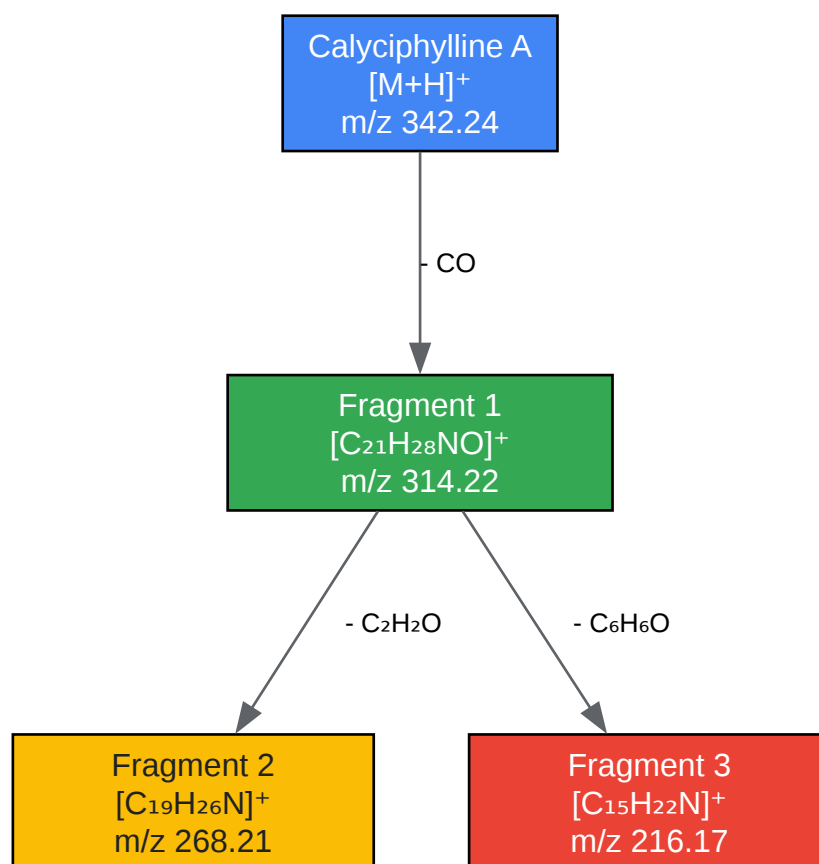 Calyciphylline A
[M+H]⁺
m/z 342.24
- CO
Fragment 1
[C₂₁H₂₈NO]⁺
m/z 314.22
- C₂H₂O
- C₆H₆O
Fragment 2
[C₁₉H₂₆N]⁺
m/z 268.21
Fragment 3
[C₁₅H₂₂N]⁺
m/z 216.17